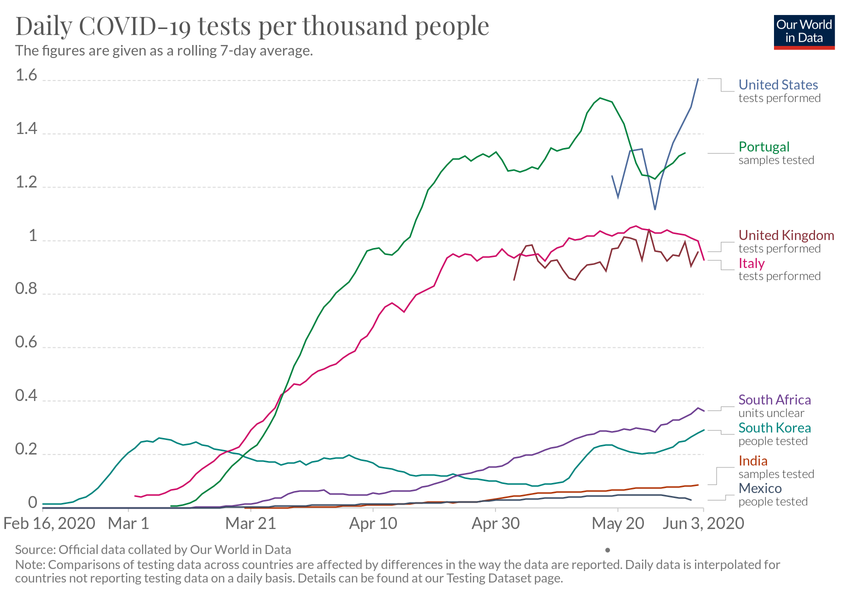 Daily COVID-19 tests per thousand people
The figures are given as a rolling 7-day average.
Our World
in Data
1.6
1.4
1.2
1
0.8
0.6
0.4
0.2
0
United States
tests performed
Portugal
samples tested
United Kingdom
tests performed
Italy
tests performed
South Africa
units unclear
South Korea
people tested
India
samples tested
Mexico
people tested
Feb 16, 2020 Mar 1 Mar 21 Apr 10 Apr 30 May 20 Jun 3, 2020
Source: Official data collated by Our World in Data
Note: Comparisons of testing data across countries are affected by differences in the way the data are reported. Daily data is interpolated for
countries not reporting testing data on a daily basis. Details can be found at our Testing Dataset page.